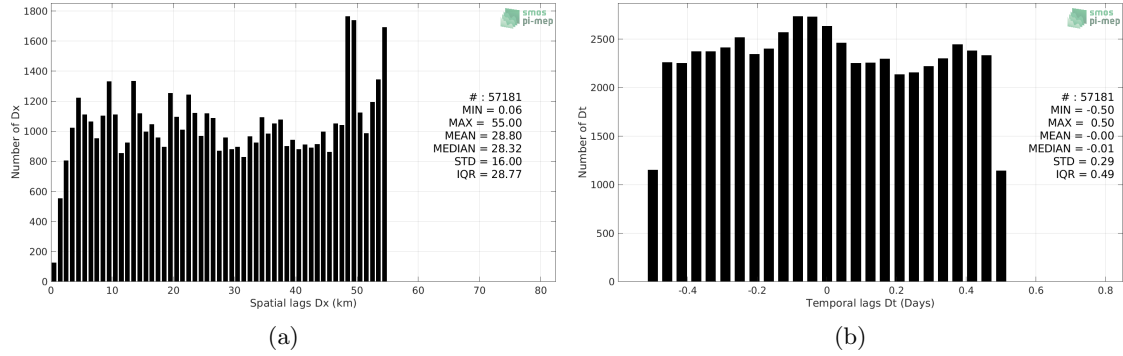 1800
1600
1400
1200
1000
800
600
400
200
0
Number of Dx
smos
pi-mep
# : 57181
MIN = 0.06
MAX = 55.00
MEAN = 28.80
MEDIAN = 28.32
STD = 16.00
IQR = 28.77
0 10 20 30 40 50 60 70 80
Spatial lags Dx (km)
(a)
2500
2000
1500
1000
500
0
Number of Dt
smos
pi-mep
# : 57181
MIN = -0.50
MAX = 0.50
MEAN = -0.00
MEDIAN = -0.01
STD = 0.29
IQR = 0.49
-0.4 -0.2 0 0.2 0.4 0.6 0.8
Temporal lags Dt (Days)
(b)